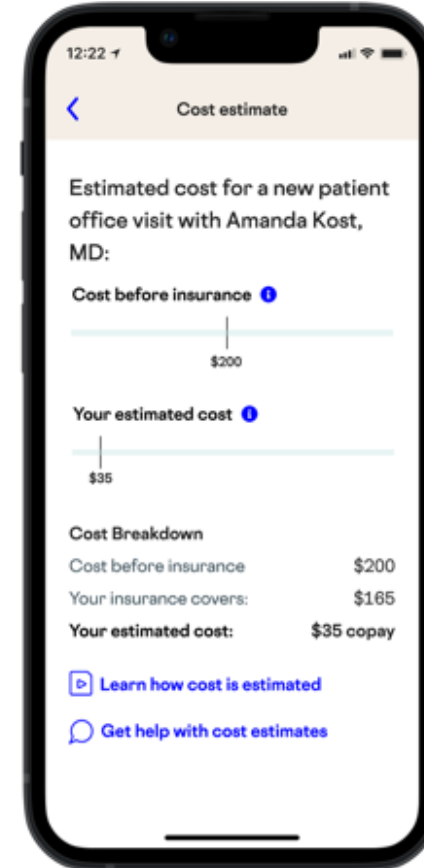 12:22
Cost estimate
Estimated cost for a new patient
office visit with Amanda Kost,
MD:
Cost before insurance
$200
Your estimated cost
$35
Cost Breakdown
Cost before insurance $200
Your insurance covers: $165
Your estimated cost: $35 copay
Learn how cost is estimated
Get help with cost estimates